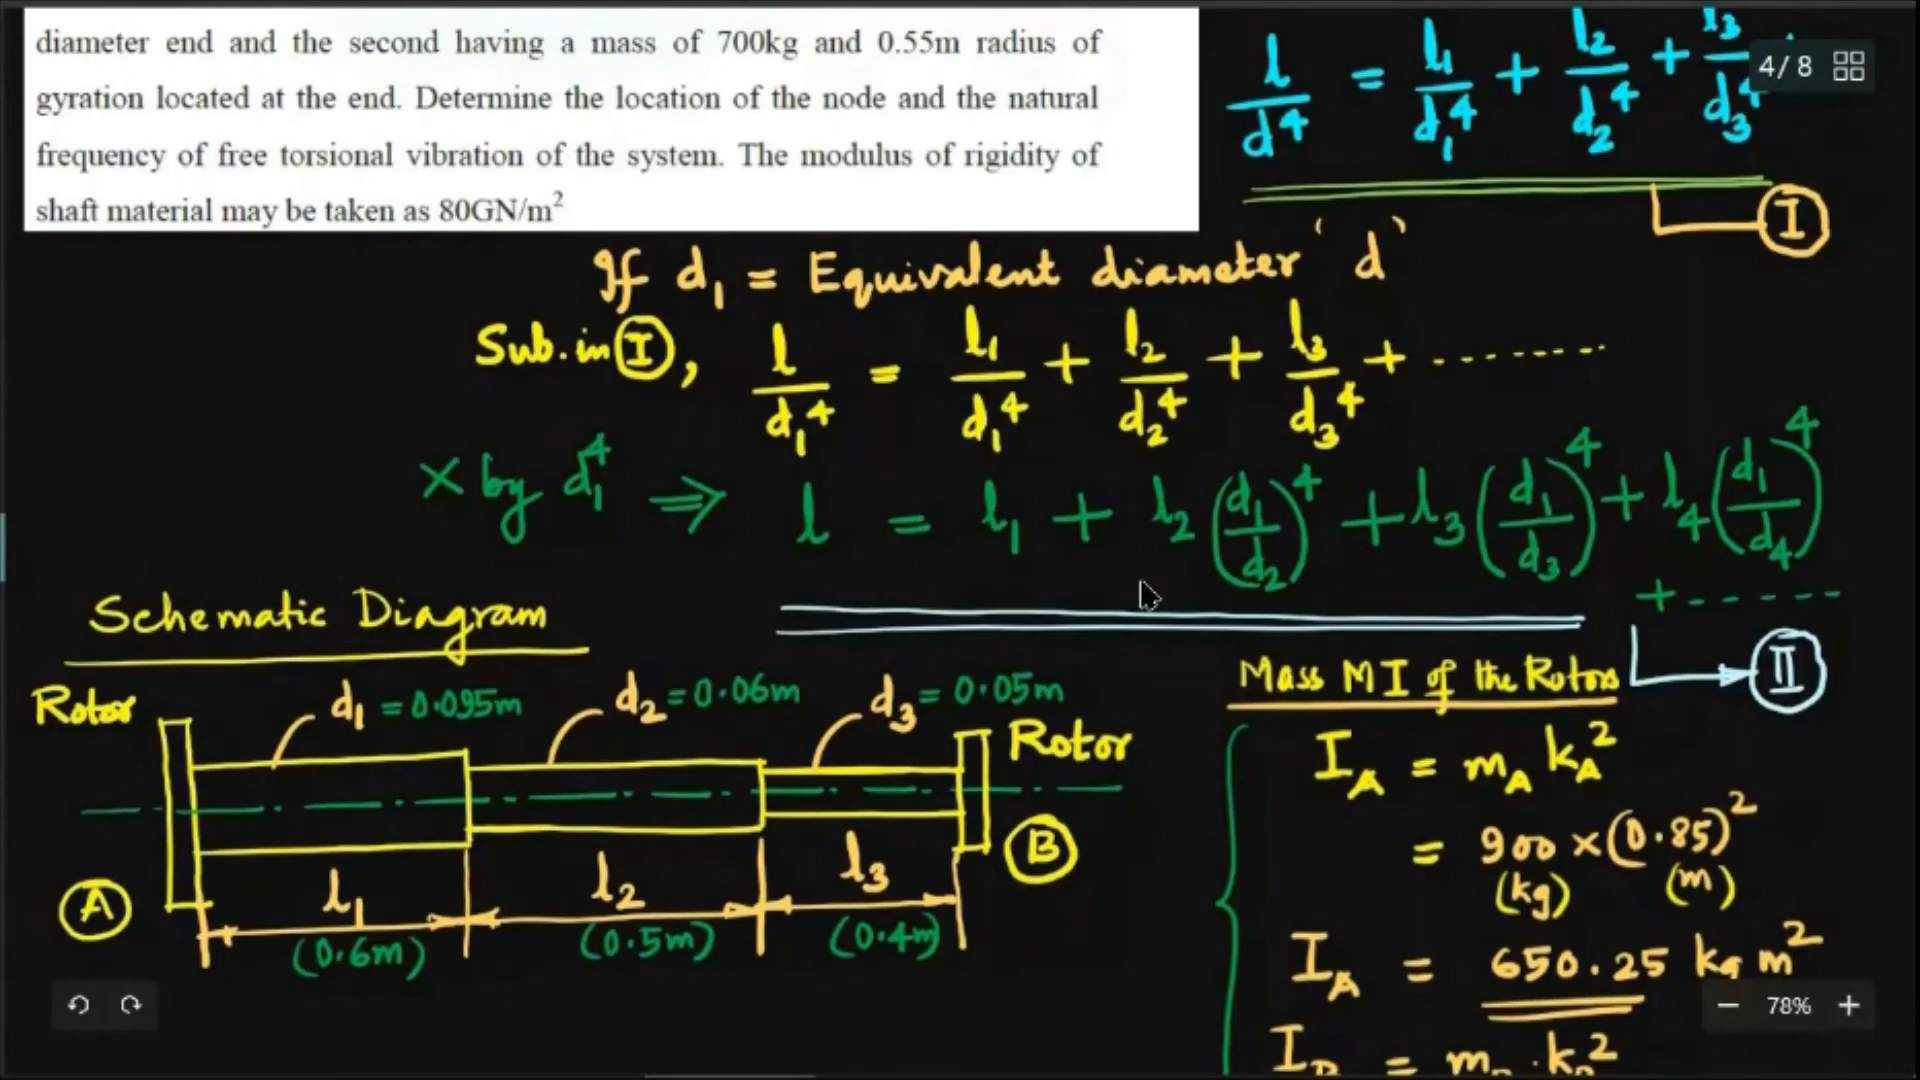 diameter end and the second having a mass of 700kg and 0.55m radius of
gyration located at the end. Determine the location of the node and the natural
frequency of free torsional vibration of the system. The modulus of rigidity of
shaft material may be taken as 80GN/m²
l/d⁴ = l₁/d₁⁴ + l₂/d₂⁴ + l₃/d₃⁴
4/8
I
If d₁ = Equivalent diameter 'd'
Sub. in I, l/d₁⁴ = l₁/d₁⁴ + l₂/d₂⁴ + l₃/d₃⁴ + --------
× by d₁⁴ ⇒ l = l₁ + l₂(d₁/d₂)⁴ + l₃(d₁/d₃)⁴ + l₄(d₁/d₄)⁴
+ ------
II
Schematic Diagram
Rotor
d₁ = 0.095m
d₂ = 0.06m
d₃ = 0.05m
Rotor
A
B
l₁
l₂
l₃
(0.6m)
(0.5m)
(0.4m)
Mass MI of the Rotors
I_A = m_A k_A²
= 900 × (0.85)²
(kg) (m)
I_A = 650.25 kg m²
I_B = m_B . k_B²
− 78% +